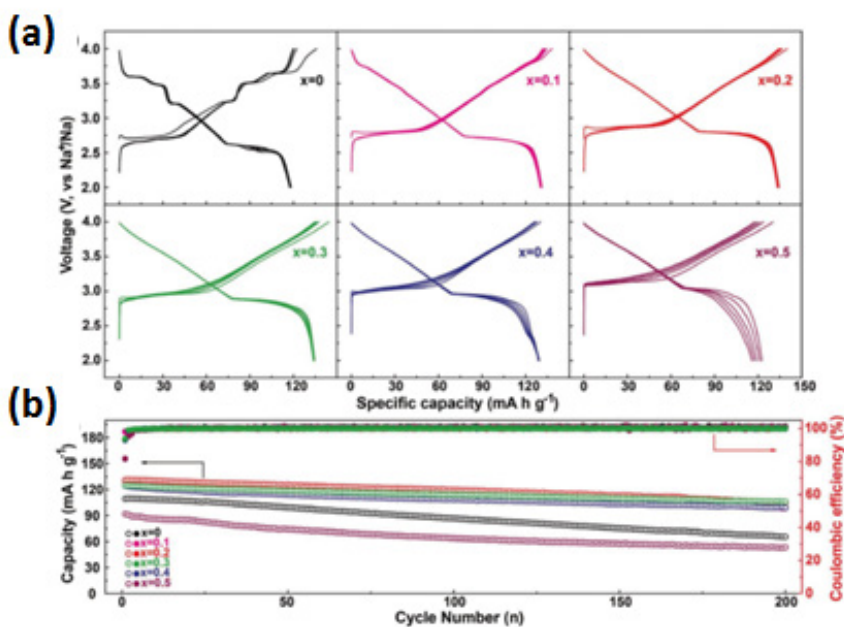 (a)
Voltage (V, vs Na⁺/Na)
4.0
3.5
3.0
2.5
2.0
x=0
x=0.1
x=0.2
4.0
3.5
3.0
2.5
2.0
x=0.3
x=0.4
x=0.5
0 30 60 90 120 0 30 60 90 120 0 30 60 90 120 150
Specific capacity (mA h g⁻¹)
(b)
Capacity (mA h g⁻¹)
180
150
120
90
60
30
0
x=0
x=0.1
x=0.2
x=0.3
x=0.4
x=0.5
100
80
60
40
20
0
Coulombic efficiency (%)
0 50 100 150 200
Cycle Number (n)